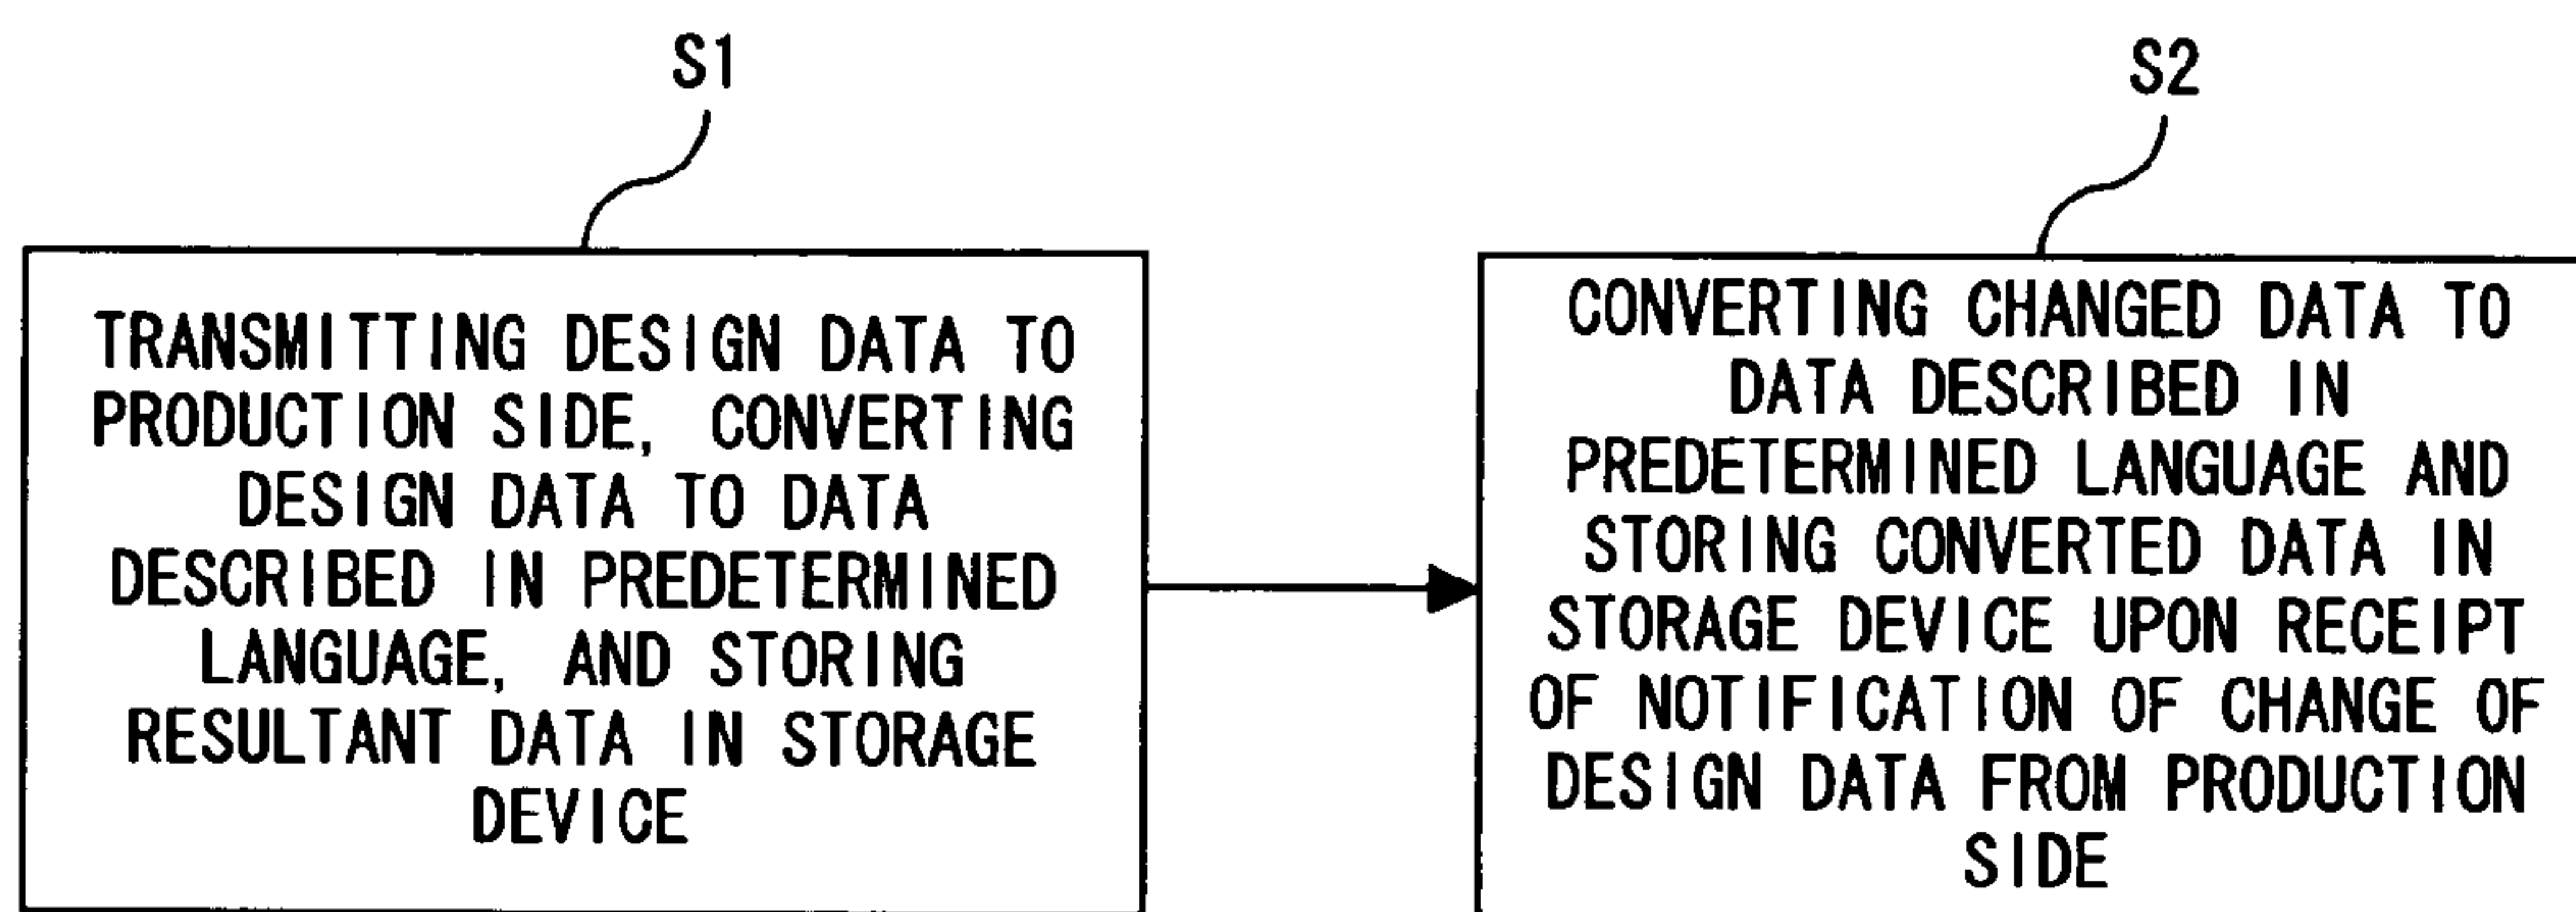 S1
TRANSMITTING DESIGN DATA TO
PRODUCTION SIDE, CONVERTING
DESIGN DATA TO DATA
DESCRIBED IN PREDETERMINED
LANGUAGE, AND STORING
RESULTANT DATA IN STORAGE
DEVICE
S2
CONVERTING CHANGED DATA TO
DATA DESCRIBED IN
PREDETERMINED LANGUAGE AND
STORING CONVERTED DATA IN
STORAGE DEVICE UPON RECEIPT
OF NOTIFICATION OF CHANGE OF
DESIGN DATA FROM PRODUCTION
SIDE